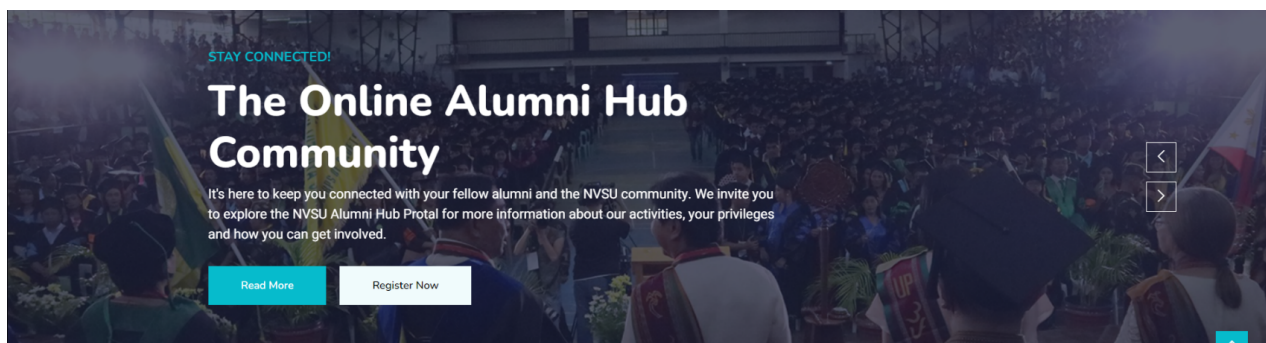 STAY CONNECTED!
The Online Alumni Hub
Community
It's here to keep you connected with your fellow alumni and the NVSU community. We invite you
to explore the NVSU Alumni Hub Protal for more information about our activities, your privileges
and how you can get involved.
Read More
Register Now
UP